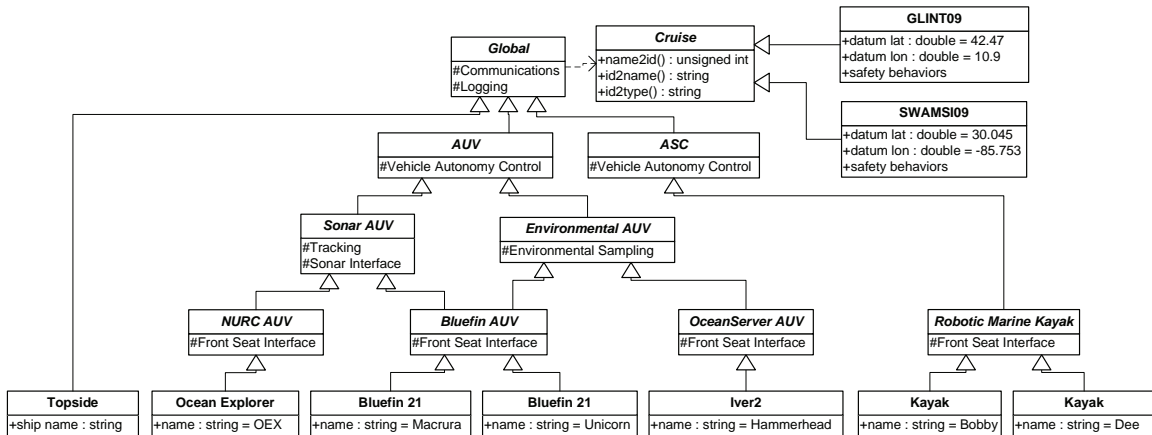 GLINT09
+datum lat : double = 42.47
+datum lon : double = 10.9
+safety behaviors
Cruise
+name2id() : unsigned int
+id2name() : string
+id2type() : string
Global
#Communications
#Logging
SWAMSI09
+datum lat : double = 30.045
+datum lon : double = -85.753
+safety behaviors
AUV
#Vehicle Autonomy Control
ASC
#Vehicle Autonomy Control
Sonar AUV
#Tracking
#Sonar Interface
Environmental AUV
#Environmental Sampling
NURC AUV
#Front Seat Interface
Bluefin AUV
#Front Seat Interface
OceanServer AUV
#Front Seat Interface
Robotic Marine Kayak
#Front Seat Interface
Topside
+ship name : string
Ocean Explorer
+name : string = OEX
Bluefin 21
+name : string = Macrura
Bluefin 21
+name : string = Unicorn
Iver2
+name : string = Hammerhead
Kayak
+name : string = Bobby
Kayak
+name : string = Dee